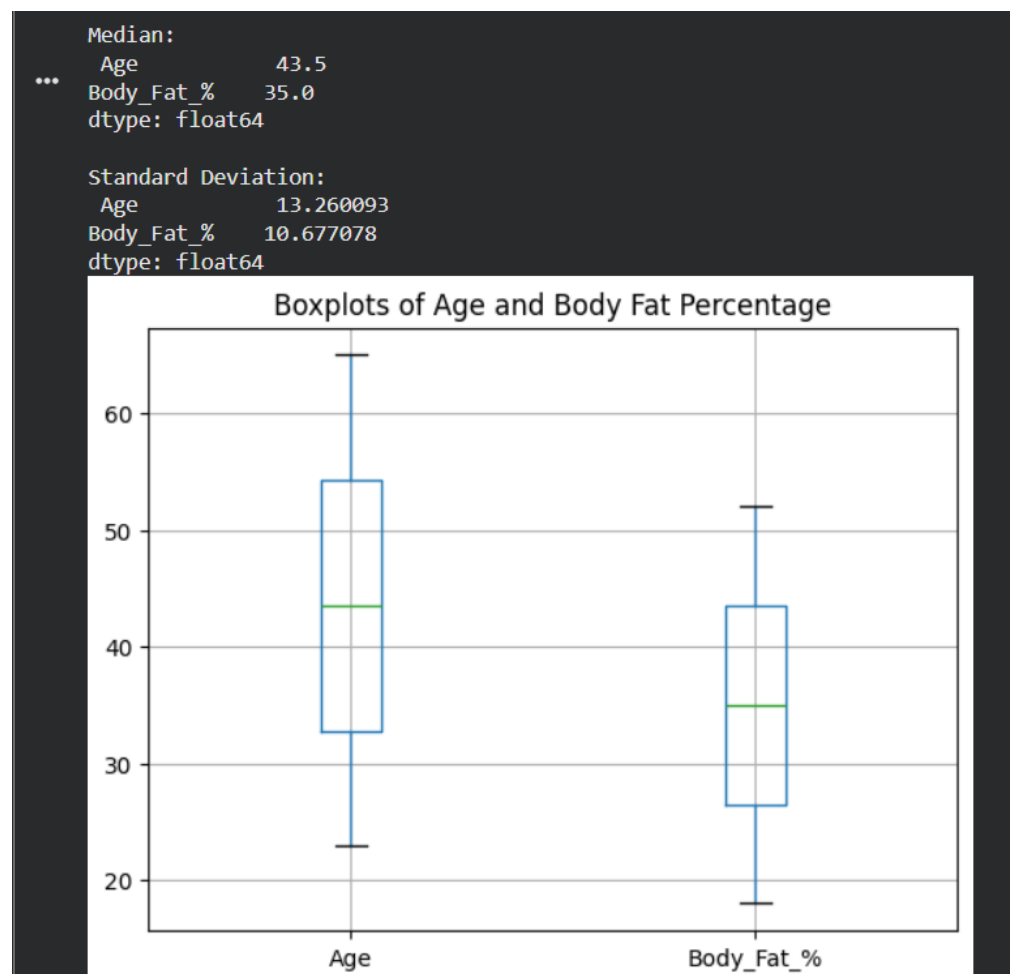 Median:
 Age            43.5
Body_Fat_%    35.0
dtype: float64
Standard Deviation:
 Age            13.260093
Body_Fat_%    10.677078
dtype: float64
Boxplots of Age and Body Fat Percentage
60
50
40
30
20
Age Body_Fat_%